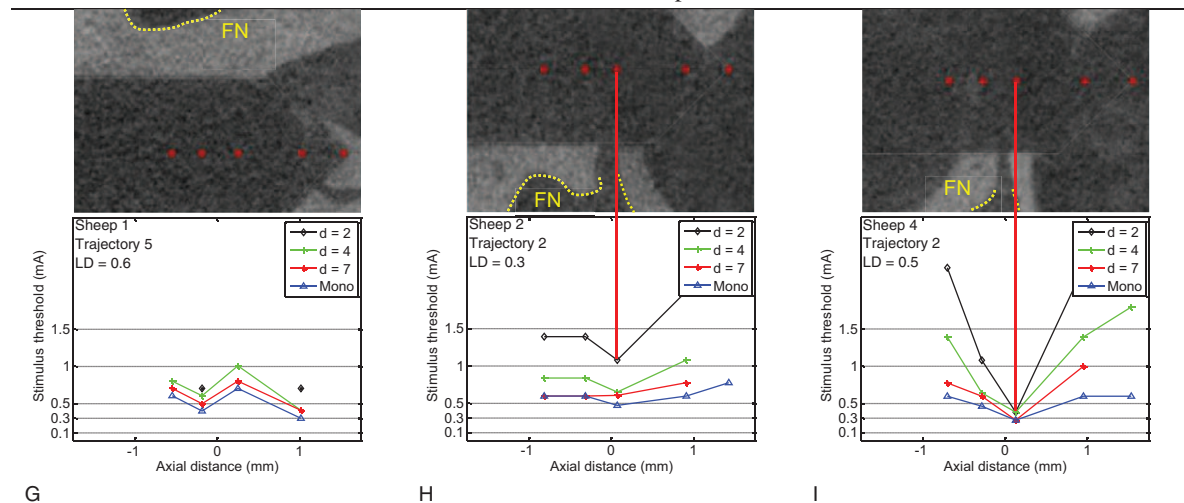 FN
FN
FN
Sheep 1
Trajectory 5
LD = 0.6
d = 2
d = 4
d = 7
Mono
Stimulus threshold (mA)
1.5
1
0.5
0.3
0.1
-1
0
1
Axial distance (mm)
G
Sheep 2
Trajectory 2
LD = 0.3
d = 2
d = 4
d = 7
Mono
Stimulus threshold (mA)
1.5
1
0.5
0.3
0.1
-1
0
1
Axial distance (mm)
H
Sheep 4
Trajectory 2
LD = 0.5
d = 2
d = 4
d = 7
Mono
Stimulus threshold (mA)
1.5
1
0.5
0.3
0.1
-1
0
1
Axial distance (mm)
I